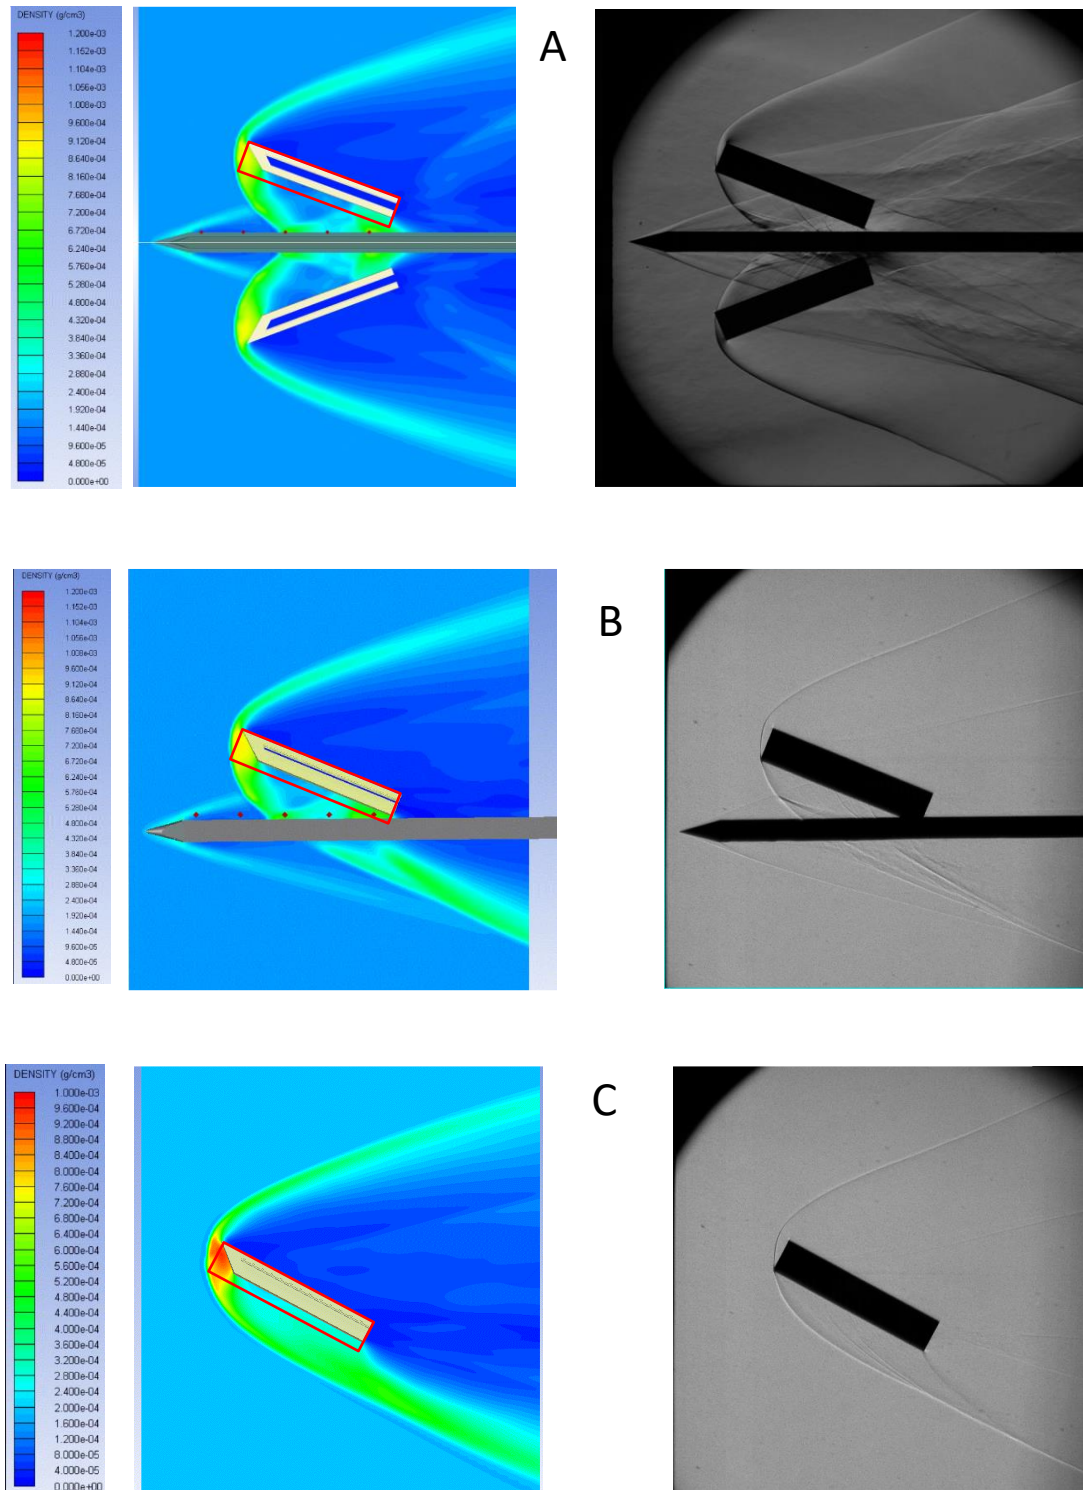 DENSITY (g/cm3)
1.200e-03
1.152e-03
1.104e-03
1.056e-03
1.008e-03
9.600e-04
9.120e-04
8.640e-04
8.160e-04
7.680e-04
7.200e-04
6.720e-04
6.240e-04
5.760e-04
5.280e-04
4.800e-04
4.320e-04
3.840e-04
3.360e-04
2.880e-04
2.400e-04
1.920e-04
1.440e-04
9.600e-05
4.800e-05
0.000e+00
A
DENSITY (g/cm3)
1.200e-03
1.152e-03
1.104e-03
1.056e-03
1.008e-03
9.600e-04
9.120e-04
8.640e-04
8.160e-04
7.680e-04
7.200e-04
6.720e-04
6.240e-04
5.760e-04
5.280e-04
4.800e-04
4.320e-04
3.840e-04
3.360e-04
2.880e-04
2.400e-04
1.920e-04
1.440e-04
9.600e-05
4.800e-05
0.000e+00
B
DENSITY (g/cm3)
1.000e-03
9.600e-04
9.200e-04
8.800e-04
8.400e-04
8.000e-04
7.600e-04
7.200e-04
6.800e-04
6.400e-04
6.000e-04
5.600e-04
5.200e-04
4.800e-04
4.400e-04
4.000e-04
3.600e-04
3.200e-04
2.800e-04
2.400e-04
2.000e-04
1.600e-04
1.200e-04
8.000e-05
4.000e-05
0.000e+00
C